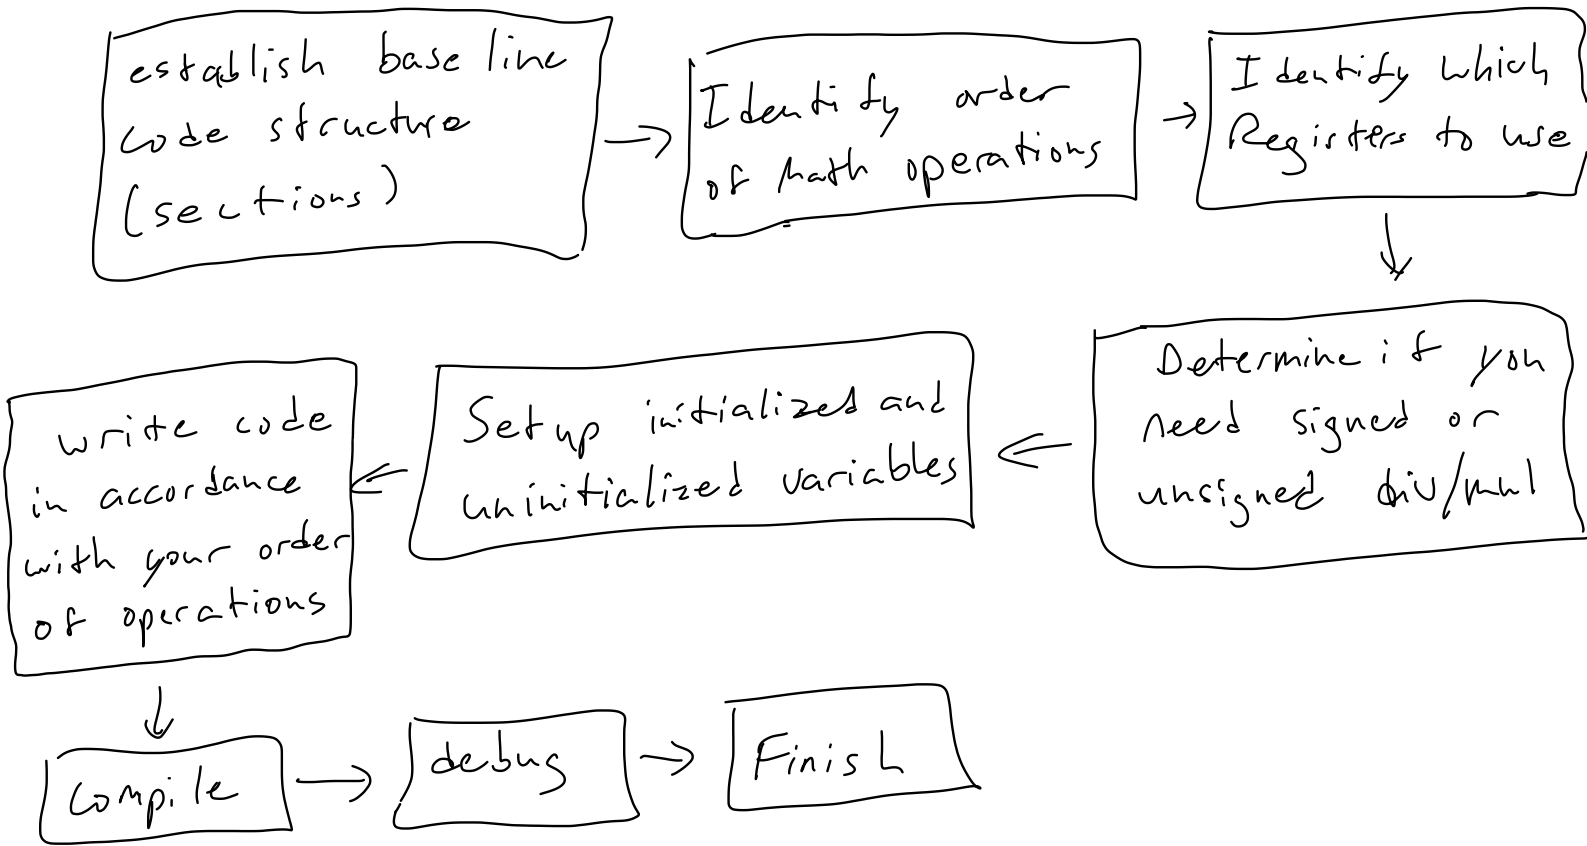 establish base line
code structure
(sections)
Identify order
of math operations
Identify which
Registers to use
Determine if you
need signed or
unsigned div/mul
Setup initialized and
uninitialized variables
write code
in accordance
with your order
of operations
compile
debug
Finish